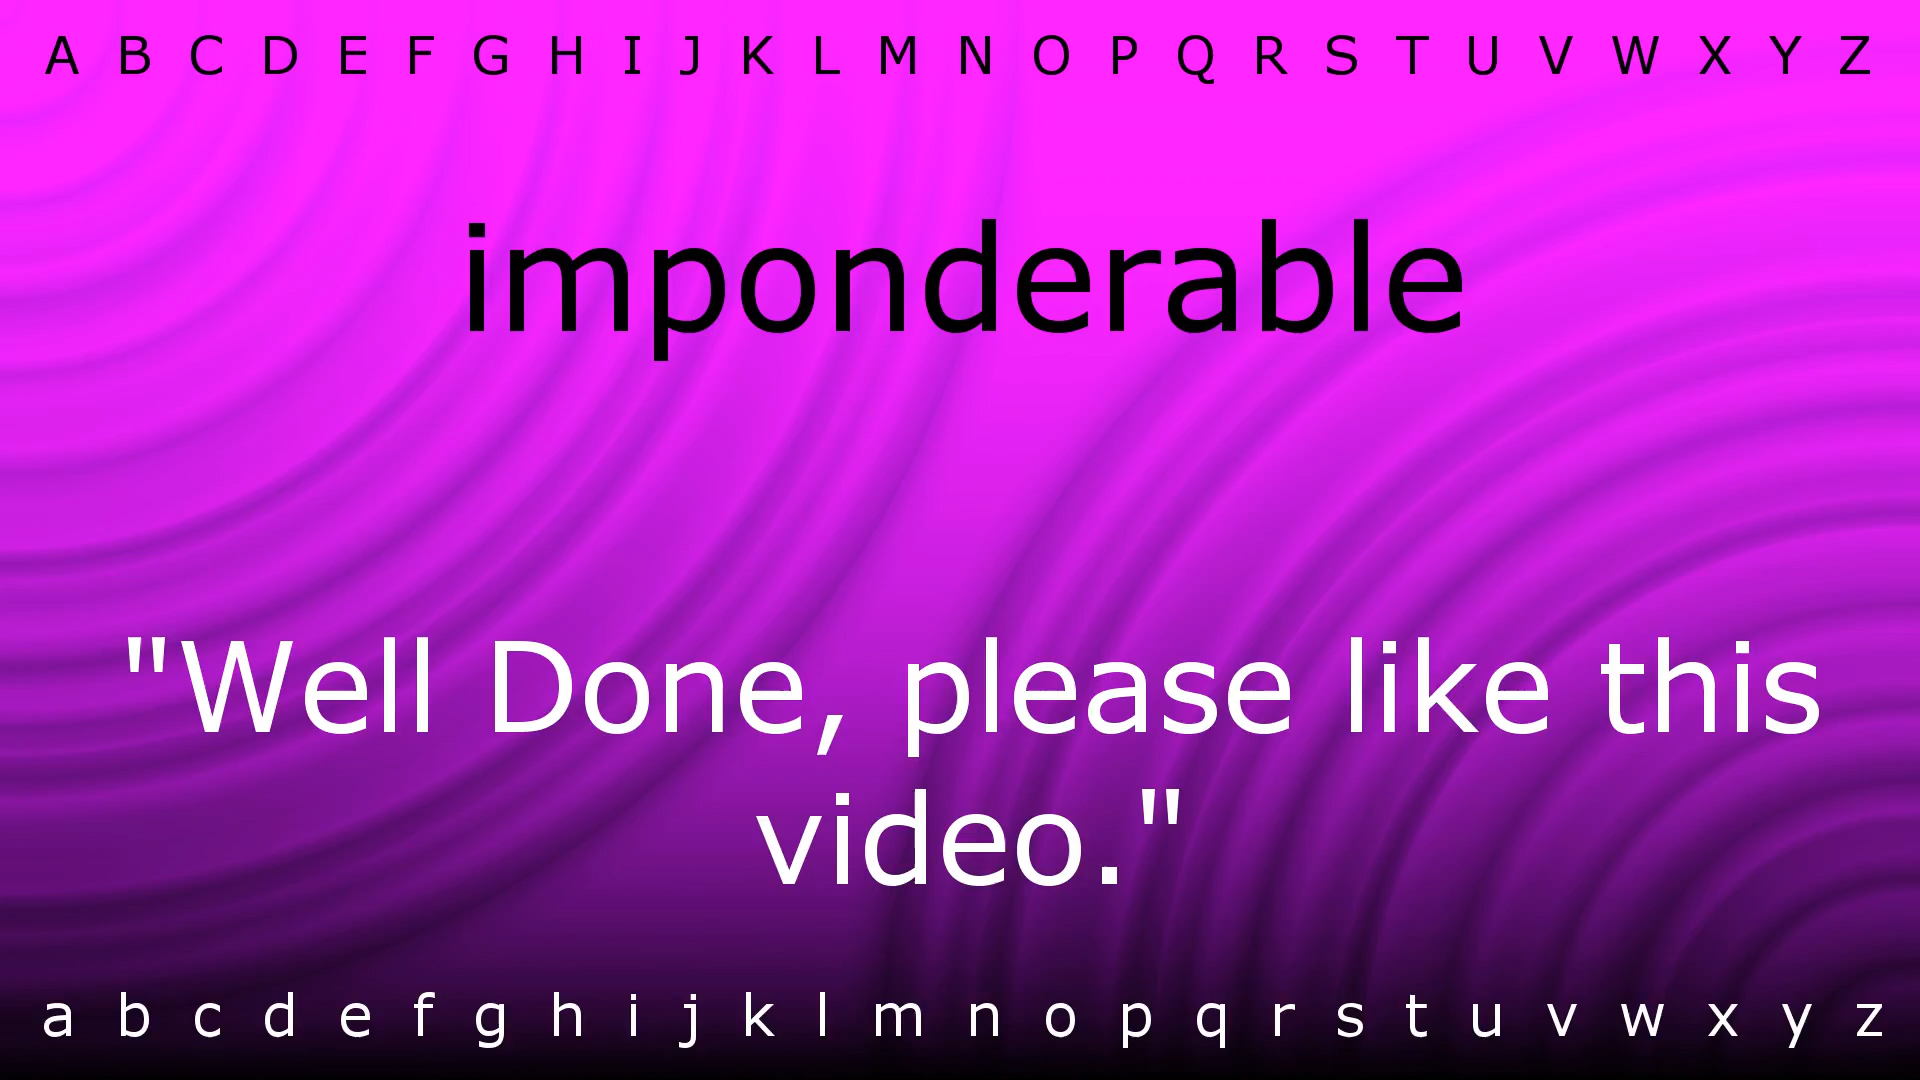 A B C D E F G H I J K L M N O P Q R S T U V W X Y Z
imponderable
"Well Done, please like this
video."
a b c d e f g h i j k l m n o p q r s t u v w x y z